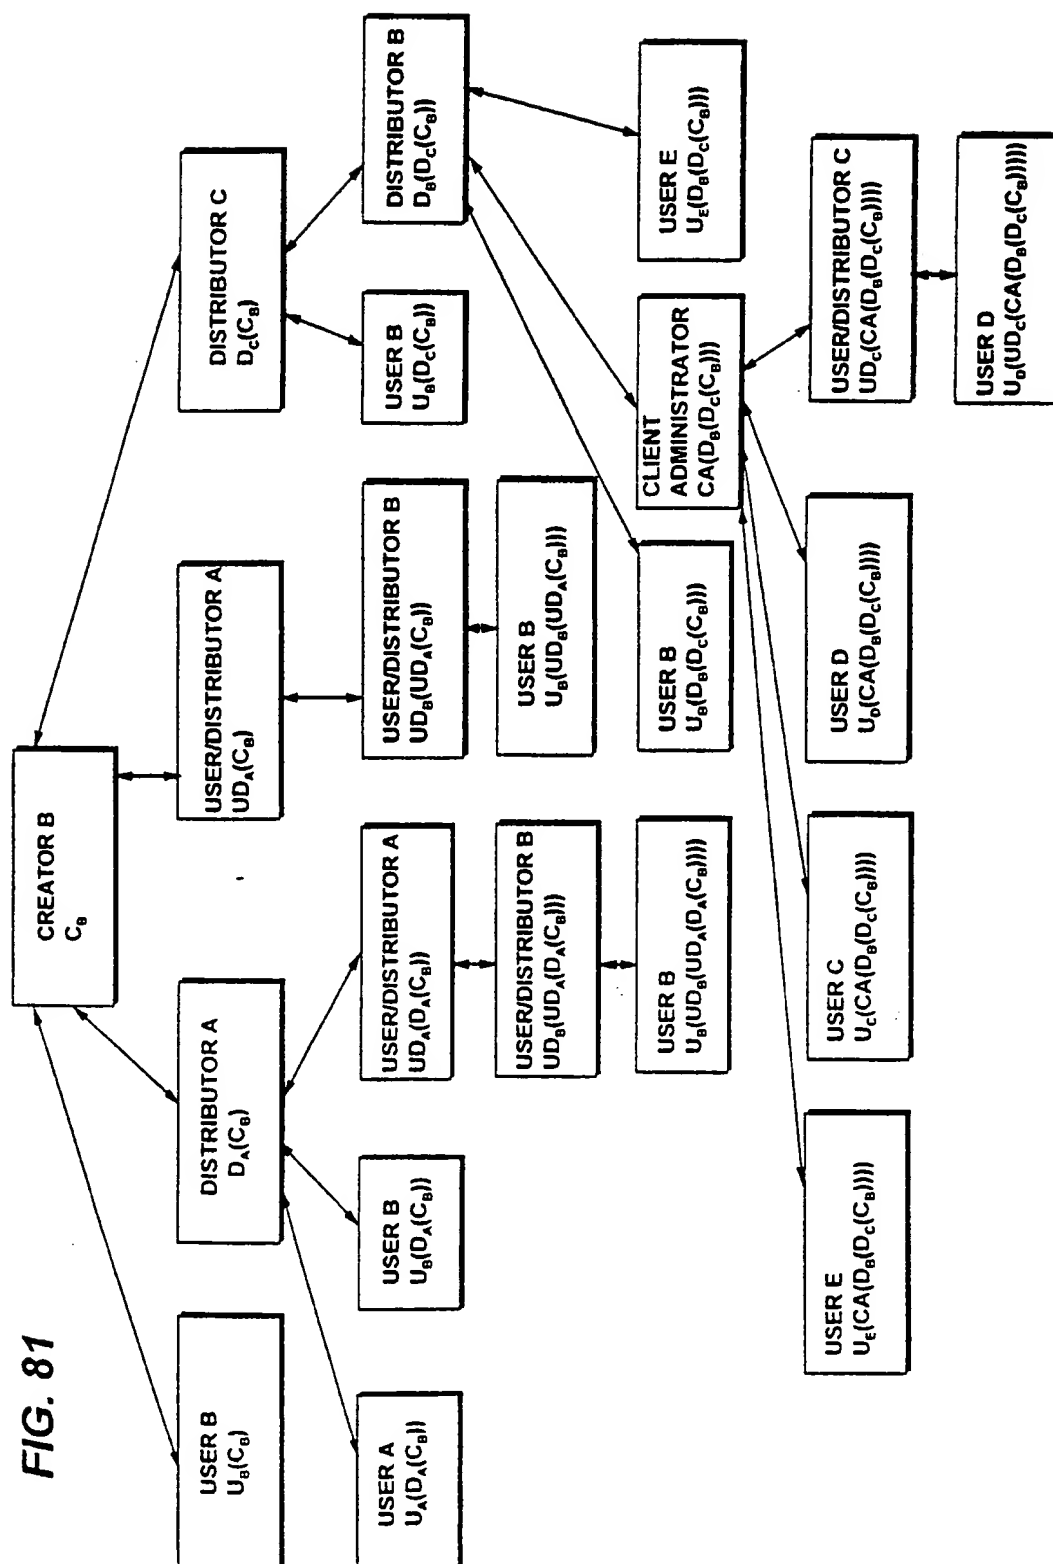 FIG. 81
CREATOR B
C_B
USER B
U_B(C_B)
DISTRIBUTOR A
D_A(C_B)
USER/DISTRIBUTOR A
UD_A(C_B)
DISTRIBUTOR C
D_C(C_B)
USER A
U_A(D_A(C_B))
USER B
U_B(D_A(C_B))
USER/DISTRIBUTOR A
UD_A(D_A(C_B))
USER/DISTRIBUTOR B
UD_B(UD_A(C_B))
USER B
U_B(D_C(C_B))
DISTRIBUTOR B
D_B(D_C(C_B))
USER/DISTRIBUTOR B
UD_B(UD_A(D_A(C_B)))
USER B
U_B(UD_B(UD_A(C_B)))
USER B
U_B(UD_B(UD_A(D_A(C_B))))
USER B
U_B(D_B(D_C(C_B)))
CLIENT
ADMINISTRATOR
CA(D_B(D_C(C_B)))
USER E
U_E(D_B(D_C(C_B)))
USER E
U_E(CA(D_B(D_C(C_B))))
USER C
U_C(CA(D_B(D_C(C_B))))
USER D
U_D(CA(D_B(D_C(C_B))))
USER/DISTRIBUTOR C
UD_C(CA(D_B(D_C(C_B))))
USER D
U_D(UD_C(CA(D_B(D_C(C_B)))))